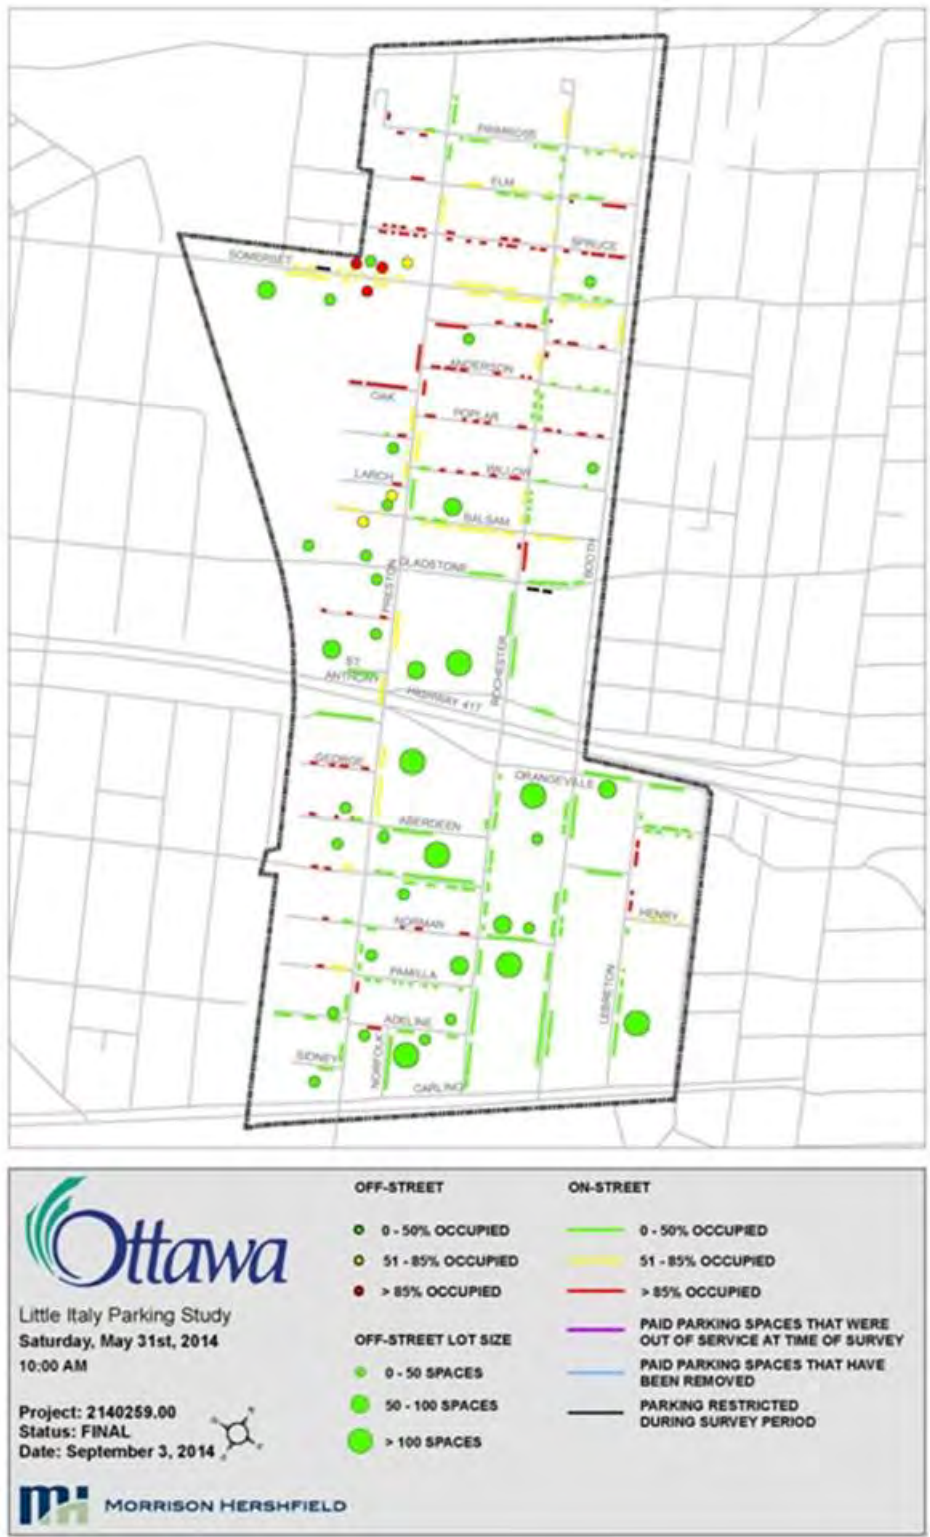 PRIMROSE
ELM
SPRUCE
SOMERSET
ANDERSON
OAK
POPLAR
WILLOW
LARCH
BALSAM
BOOTH
GLADSTONE
PRESTON
ROCHESTER
ST.
ANTHONY
HIGHWAY 417
GEORGE
ORANGEVILLE
ABERDEEN
HENRY
NORMAN
PAMILLA
LEBRETON
ADELINE
SIDNEY
NORFOLK
CARLING
Ottawa
Little Italy Parking Study
Saturday, May 31st, 2014
10:00 AM
Project: 2140259.00
Status: FINAL
Date: September 3, 2014
MORRISON HERSHFIELD
OFF-STREET
0 - 50% OCCUPIED
51 - 85% OCCUPIED
> 85% OCCUPIED
OFF-STREET LOT SIZE
0 - 50 SPACES
50 - 100 SPACES
> 100 SPACES
ON-STREET
0 - 50% OCCUPIED
51 - 85% OCCUPIED
> 85% OCCUPIED
PAID PARKING SPACES THAT WERE
OUT OF SERVICE AT TIME OF SURVEY
PAID PARKING SPACES THAT HAVE
BEEN REMOVED
PARKING RESTRICTED
DURING SURVEY PERIOD